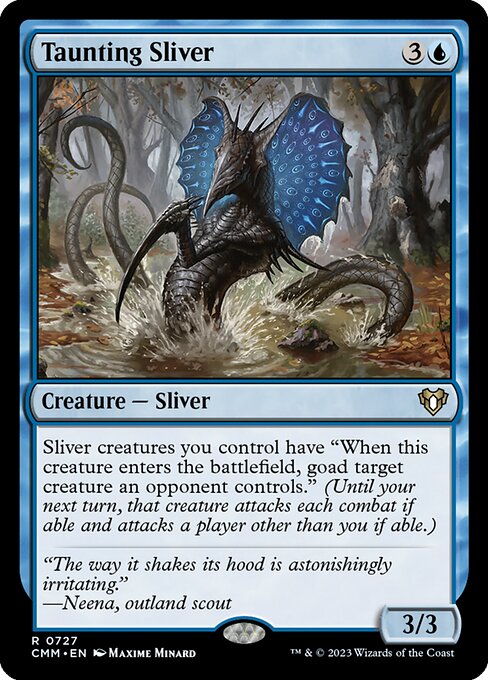 Taunting Sliver 3
Creature — Sliver
Sliver creatures you control have “When this
creature enters the battlefield, goad target
creature an opponent controls.” (Until your
next turn, that creature attacks each combat if
able and attacks a player other than you if able.)
“The way it shakes its hood is astonishingly
irritating.”
—Neena, outland scout
3/3
R 0727
CMM • EN Maxime Minard
™ & © 2023 Wizards of the Coast